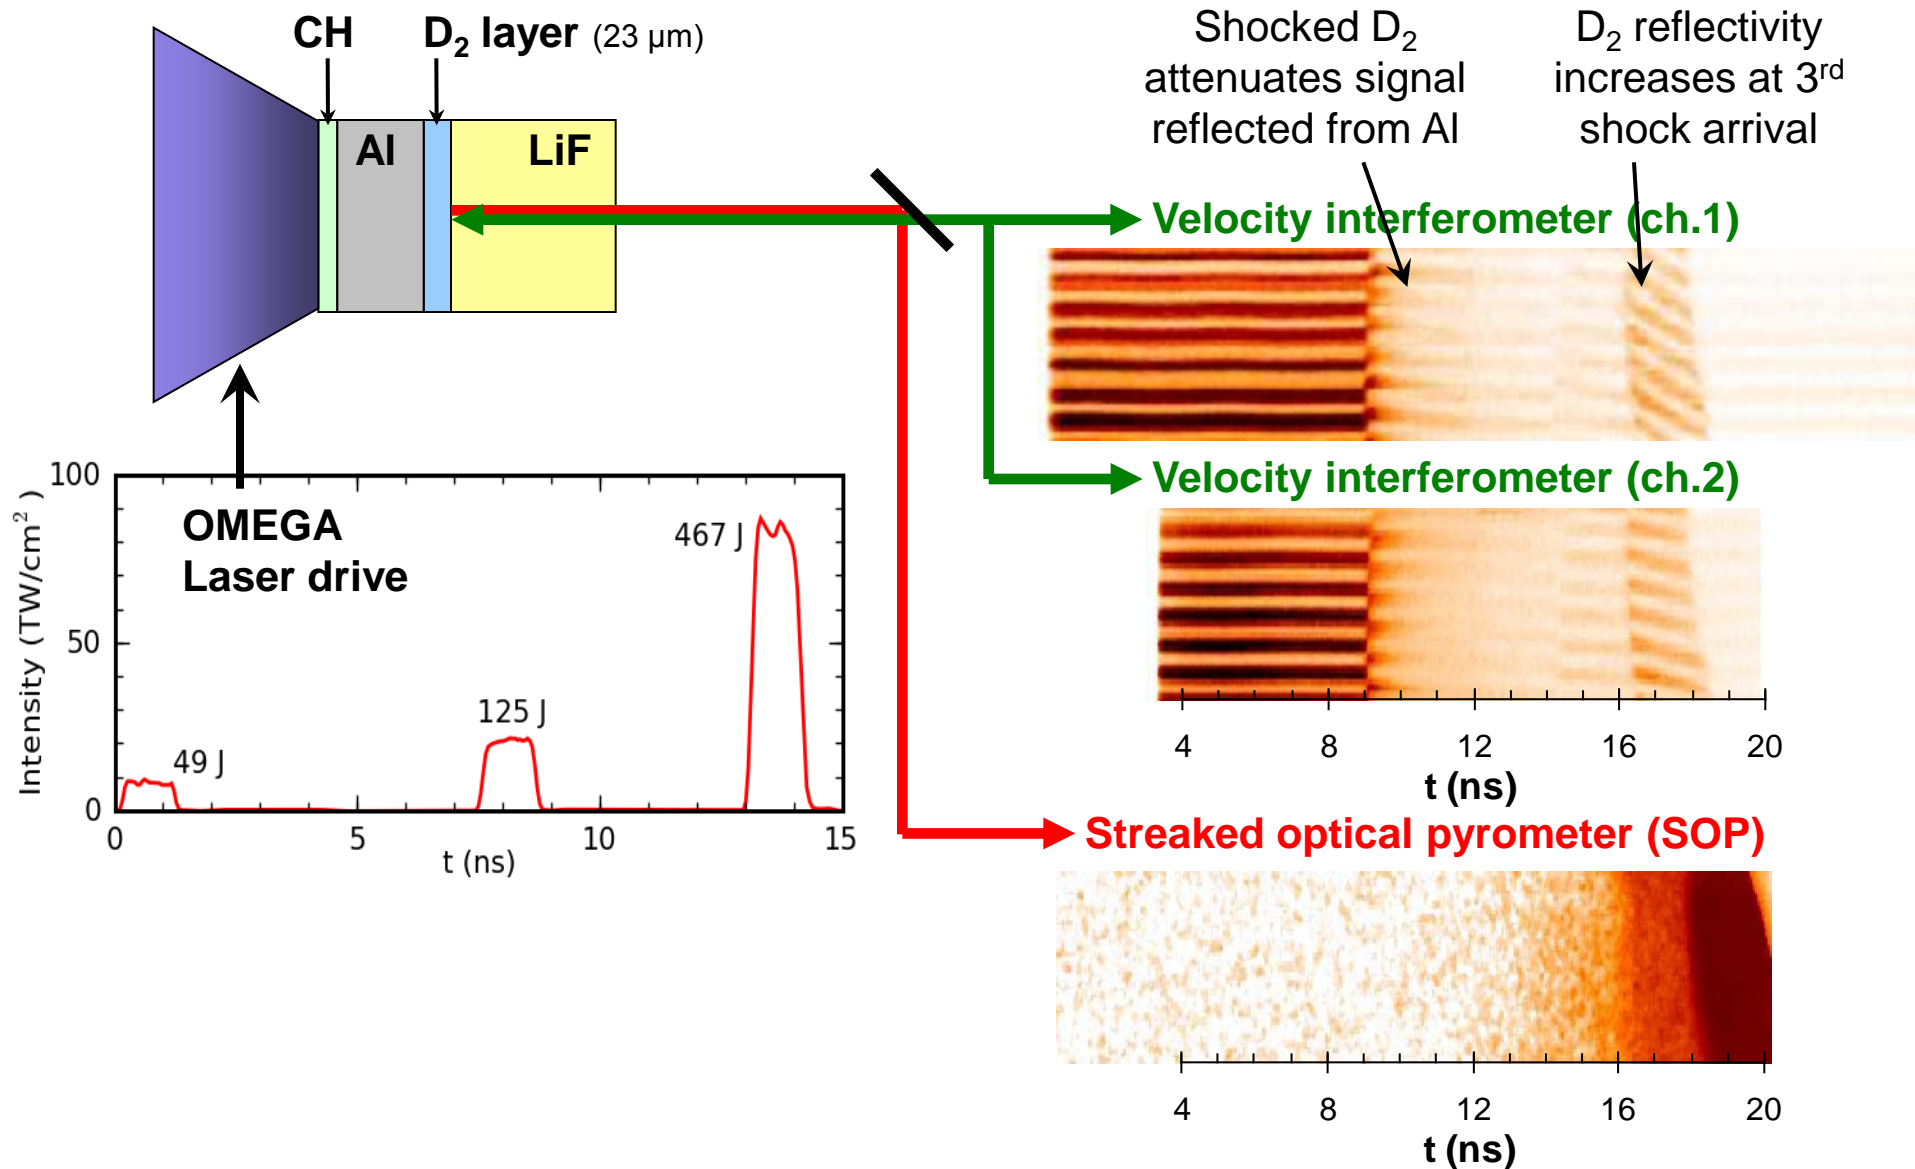 CH
D₂ layer (23 µm)
Al
LiF
Shocked D₂
attenuates signal
reflected from Al
D₂ reflectivity
increases at 3ʳᵈ
shock arrival
Velocity interferometer (ch.1)
Velocity interferometer (ch.2)
4 8 12 16 20
t (ns)
Streaked optical pyrometer (SOP)
4 8 12 16 20
t (ns)
OMEGA
Laser drive
Intensity (TW/cm²)
100
50
0
49 J
125 J
467 J
0 5 10 15
t (ns)